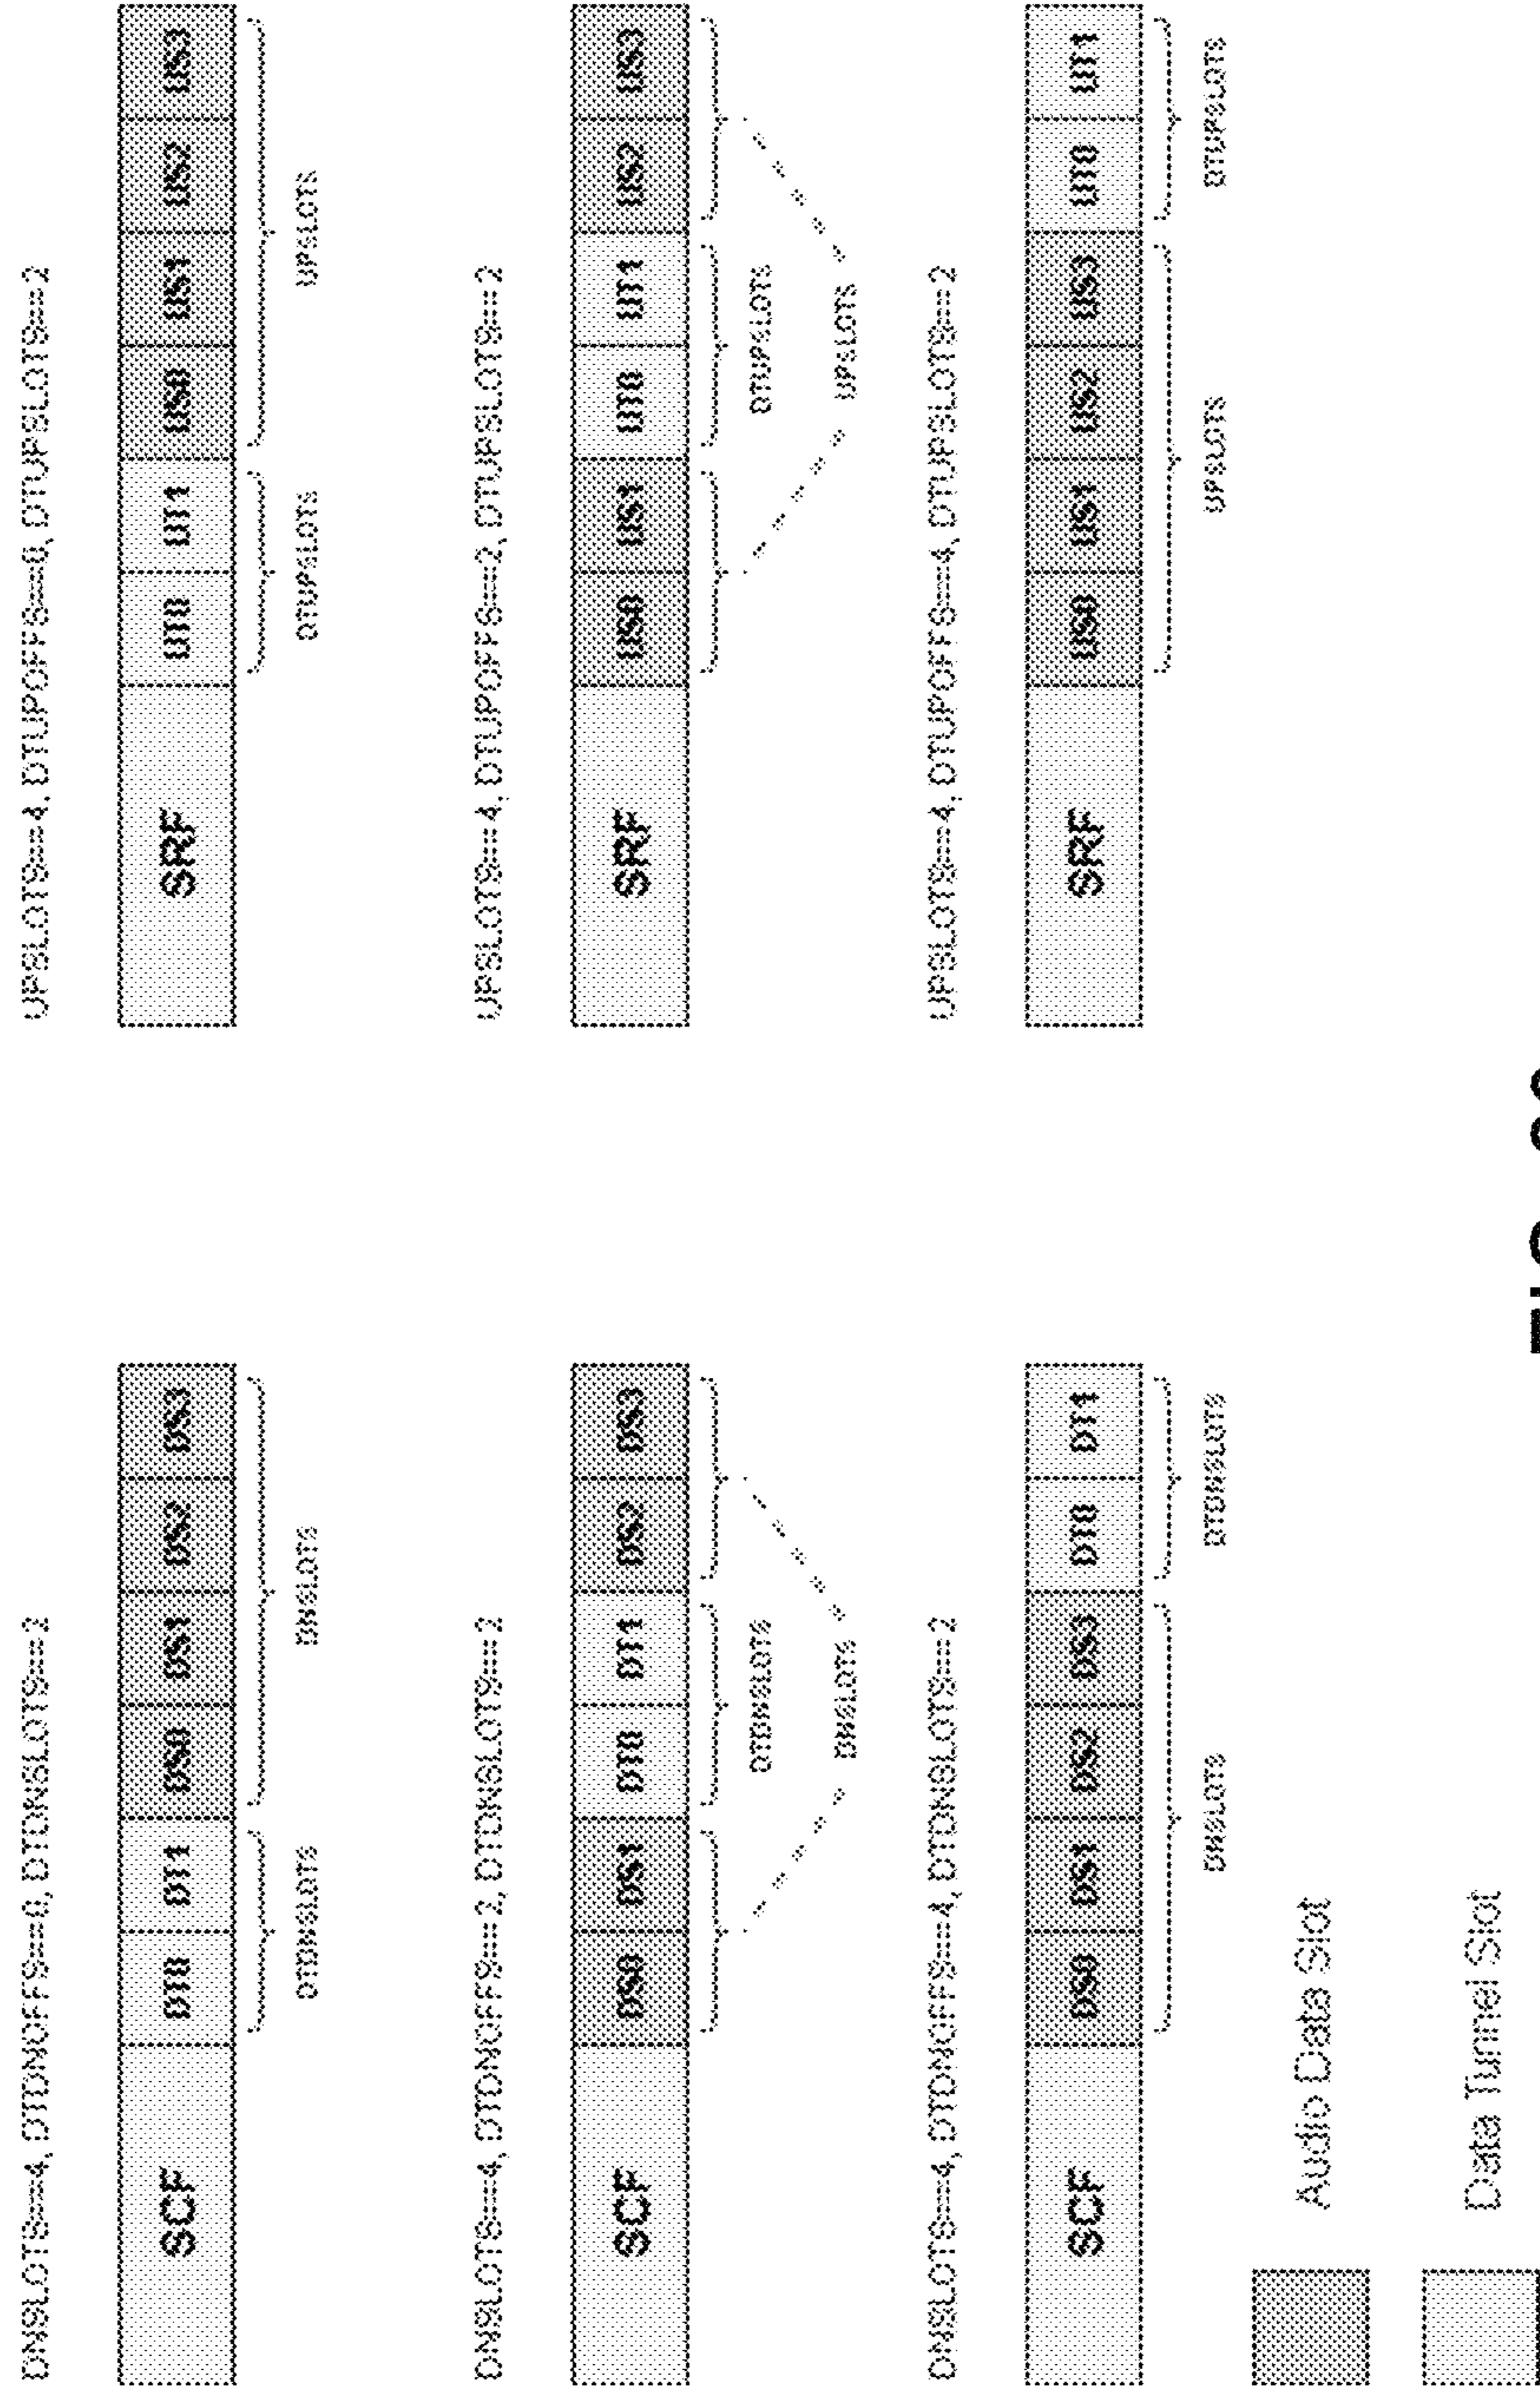 DNSLOTS==4, DTDNOFFS==0, DTDNSLOTS==2
SCF DT0 DT1 DS0 DS1 DS2 DS3
DTDNSLOTS DNSLOTS
UPSLOTS==4, DTUPOFFS==0, DTUPSLOTS==2
SRF UT0 UT1 US0 US1 US2 US3
DTUPSLOTS UPSLOTS
DNSLOTS==4, DTDNOFFS==2, DTDNSLOTS==2
SCF DS0 DS1 DT0 DT1 DS2 DS3
DTDNSLOTS
DNSLOTS
UPSLOTS==4, DTUPOFFS==2, DTUPSLOTS==2
SRF US0 US1 UT0 UT1 US2 US3
DTUPSLOTS
UPSLOTS
DNSLOTS==4, DTDNOFFS==4, DTDNSLOTS==2
SCF DS0 DS1 DS2 DS3 DT0 DT1
DNSLOTS DTDNSLOTS
UPSLOTS==4, DTUPOFFS==4, DTUPSLOTS==2
SRF US0 US1 US2 US3 UT0 UT1
UPSLOTS DTUPSLOTS
Audio Data Slot
Data Tunnel Slot